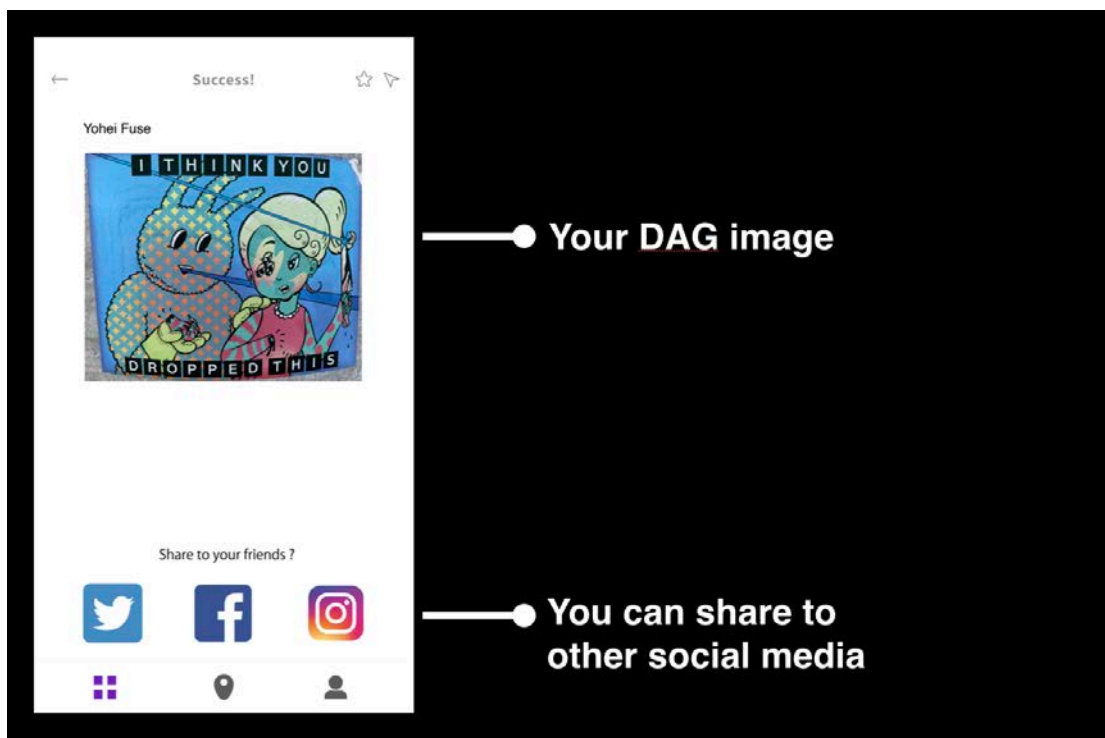 Success!
Yohei Fuse
I THINK YOU
DROPPED THIS
Your DAG image
Share to your friends ?
You can share to
other social media